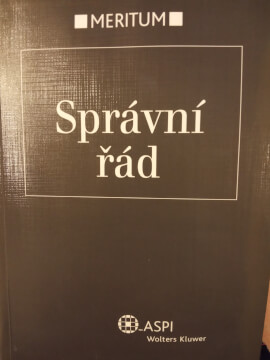 MERITUM
Správní
řád
ASPI
Wolters Kluwer